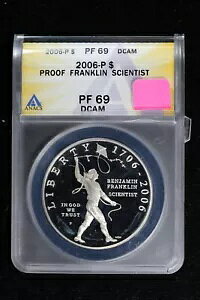 2006-P $ PF 69 DCAM
2006-P $
PROOF FRANKLIN SCIENTIST
PF 69
DCAM
ANACS
LIBERTY 1706 2006
BENJAMIN
FRANKLIN
SCIENTIST
IN GOD
WE
TRUST
P